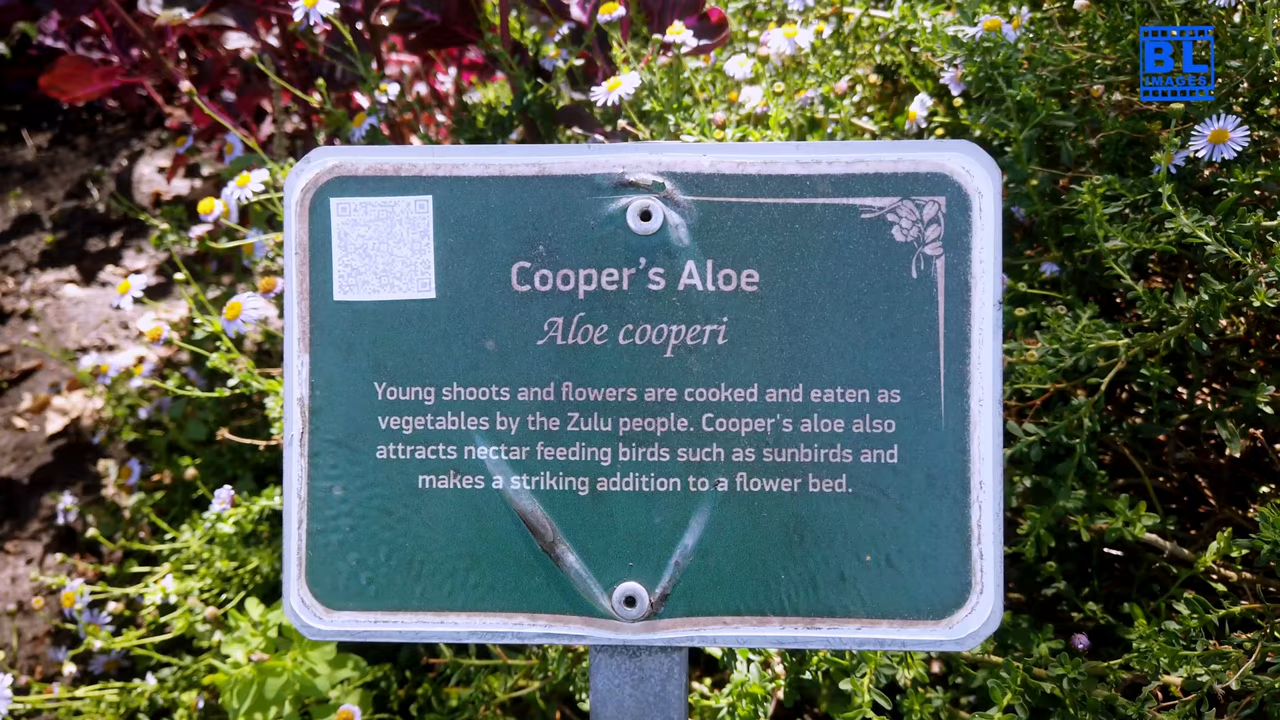 BL
IMAGES
Cooper's Aloe
Aloe cooperi
Young shoots and flowers are cooked and eaten as
vegetables by the Zulu people. Cooper's aloe also
attracts nectar feeding birds such as sunbirds and
makes a striking addition to a flower bed.